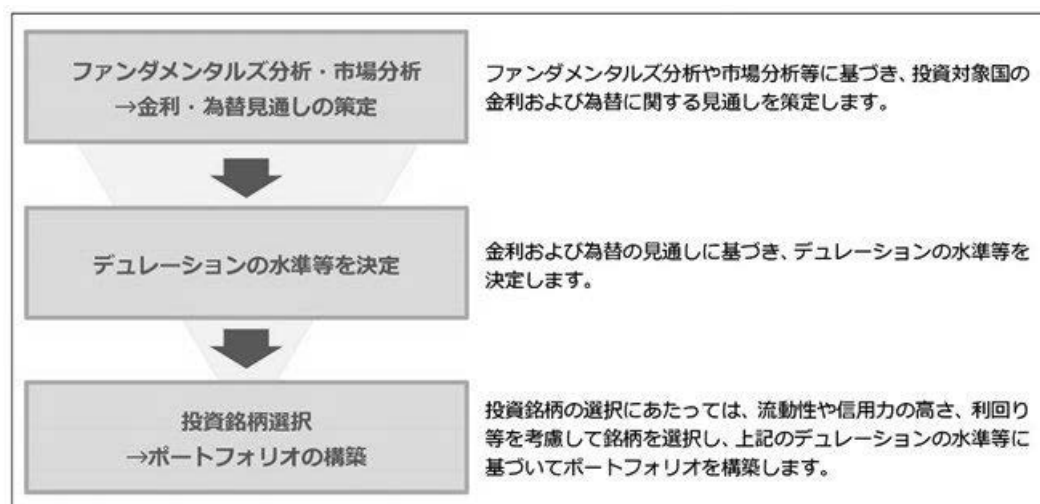 ファンダメンタルズ分析・市場分析
→金利・為替見通しの策定
ファンダメンタルズ分析や市場分析等に基づき、投資対象国の
金利および為替に関する見通しを策定します。
デュレーションの水準等を決定
金利および為替の見通しに基づき、デュレーションの水準等を
決定します。
投資銘柄選択
→ポートフォリオの構築
投資銘柄の選択にあたっては、流動性や信用力の高さ、利回り
等を考慮して銘柄を選択し、上記のデュレーションの水準等に
基づいてポートフォリオを構築します。